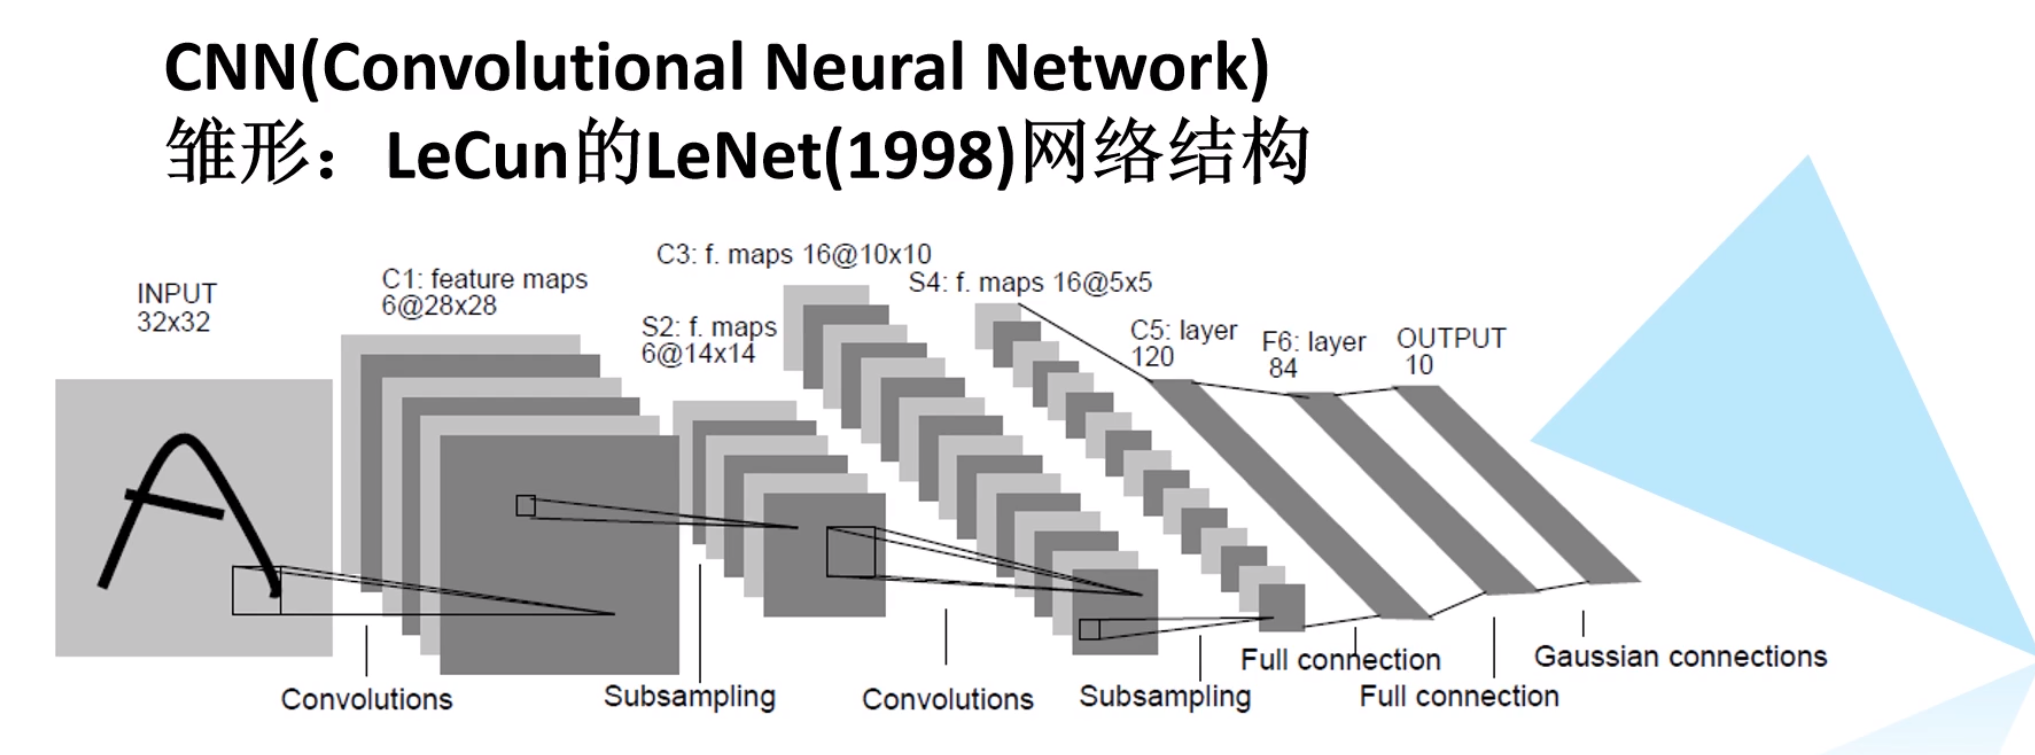 CNN(Convolutional Neural Network)
雏形：LeCun的LeNet(1998)网络结构
INPUT
32x32
C1: feature maps
6@28x28
S2: f. maps
6@14x14
C3: f. maps 16@10x10
S4: f. maps 16@5x5
C5: layer
120
F6: layer
84
OUTPUT
10
Convolutions
Subsampling
Convolutions
Subsampling
Full connection
Full connection
Gaussian connections